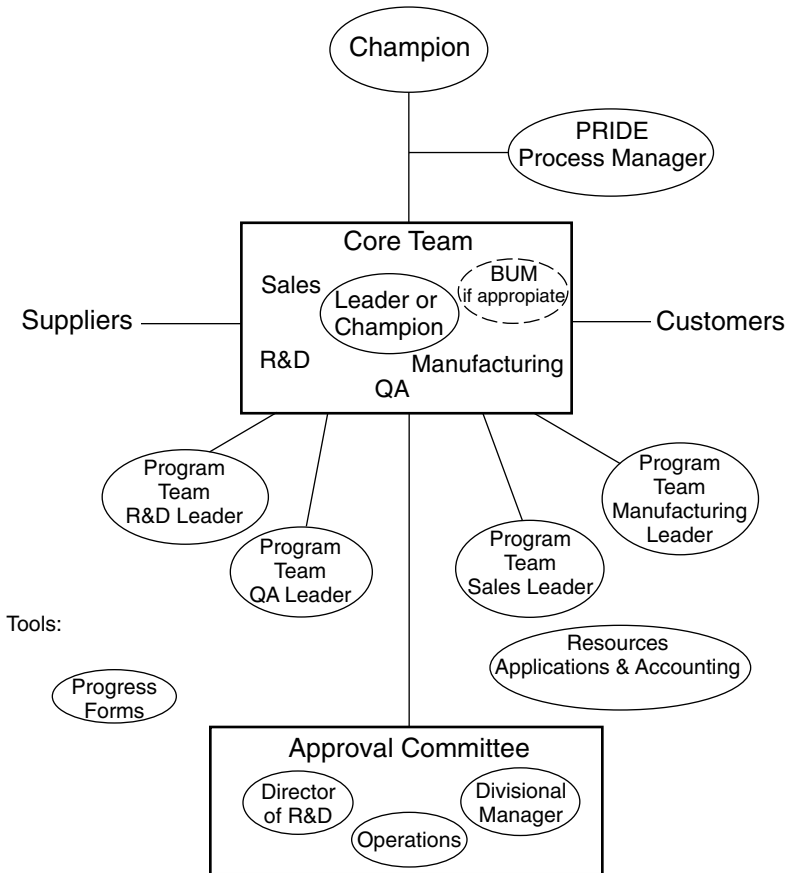 Champion
PRIDE
Process Manager
Core Team
Sales
BUM
if appropiate
Leader or
Champion
Suppliers
Customers
R&D
Manufacturing
QA
Program
Team
R&D Leader
Program
Team
QA Leader
Program
Team
Sales Leader
Program
Team
Manufacturing
Leader
Tools:
Resources
Applications & Accounting
Progress
Forms
Approval Committee
Director
of R&D
Operations
Divisional
Manager